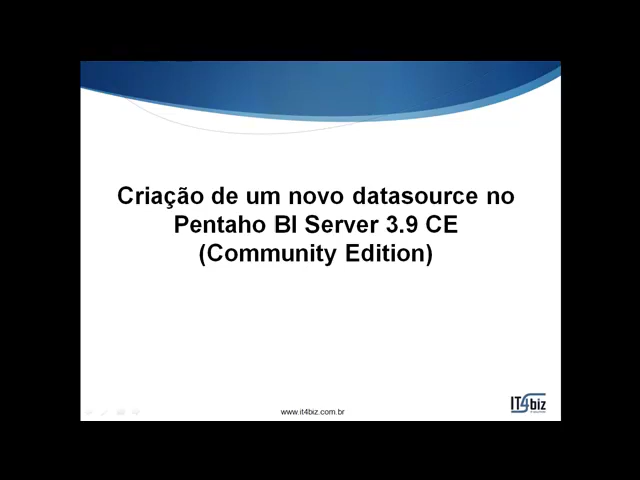 Criação de um novo datasource no
Pentaho BI Server 3.9 CE
(Community Edition)
www.it4biz.com.br
IT4biz